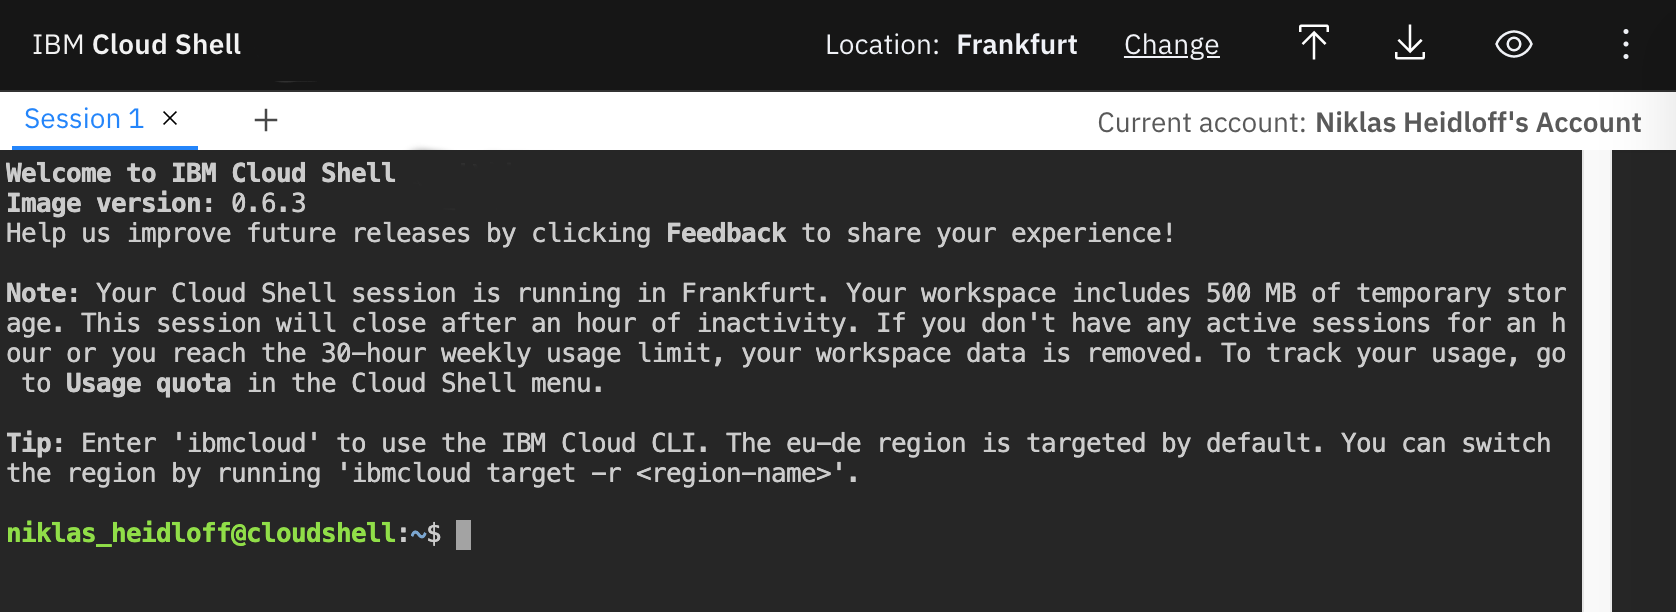 IBM Cloud Shell
Location: Frankfurt Change
Session 1 × +
Current account: Niklas Heidloff's Account
Welcome to IBM Cloud Shell
Image version: 0.6.3
Help us improve future releases by clicking Feedback to share your experience!
Note: Your Cloud Shell session is running in Frankfurt. Your workspace includes 500 MB of temporary stor
age. This session will close after an hour of inactivity. If you don't have any active sessions for an h
our or you reach the 30-hour weekly usage limit, your workspace data is removed. To track your usage, go
to Usage quota in the Cloud Shell menu.
Tip: Enter 'ibmcloud' to use the IBM Cloud CLI. The eu-de region is targeted by default. You can switch
the region by running 'ibmcloud target -r <region-name>'.
niklas_heidloff@cloudshell:~$